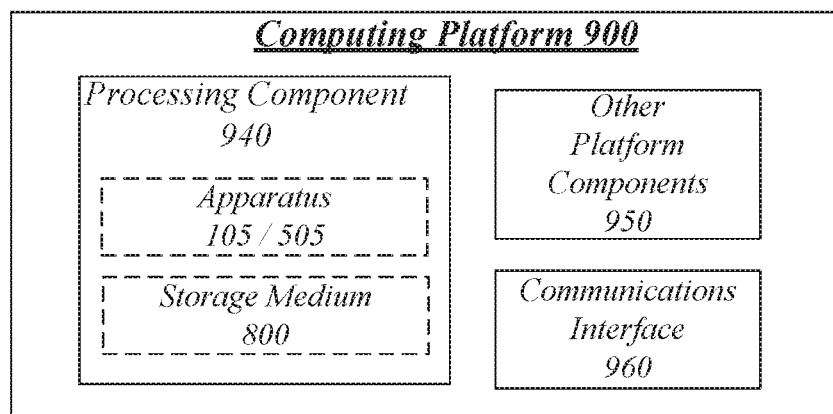 Computing Platform 900
Processing Component
940
Apparatus
105 / 505
Storage Medium
800
Other
Platform
Components
950
Communications
Interface
960